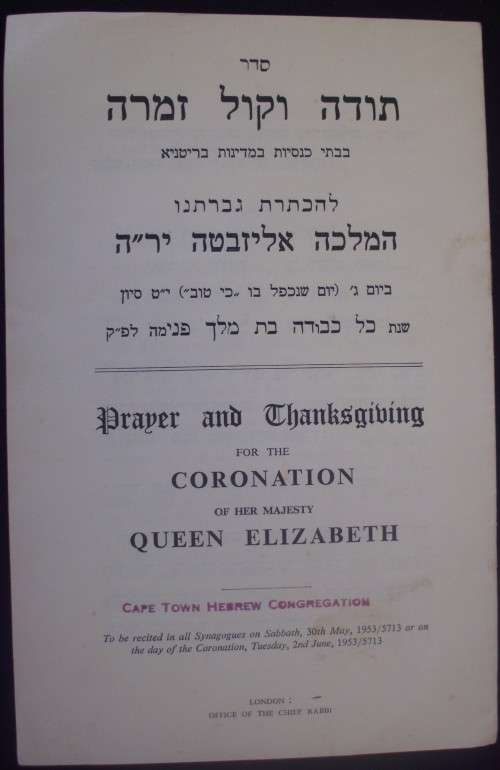 סדר
תודה וקול זמרה
בבתי כנסיות במדינות בריטניא
להכתרת גברתנו
המלכה אליזבטה יר״ה
ביום ג׳ (יום שנכפל בו „כי טוב”) י״ט סיון
שנת כל כבודה בת מלך פנימה לפ״ק
Prayer and Thanksgiving
FOR THE
CORONATION
OF HER MAJESTY
QUEEN ELIZABETH
CAPE TOWN HEBREW CONGREGATION
To be recited in all Synagogues on Sabbath, 30th May, 1953/5713 or on
the day of the Coronation, Tuesday, 2nd June, 1953/5713
LONDON :
OFFICE OF THE CHIEF RABBI